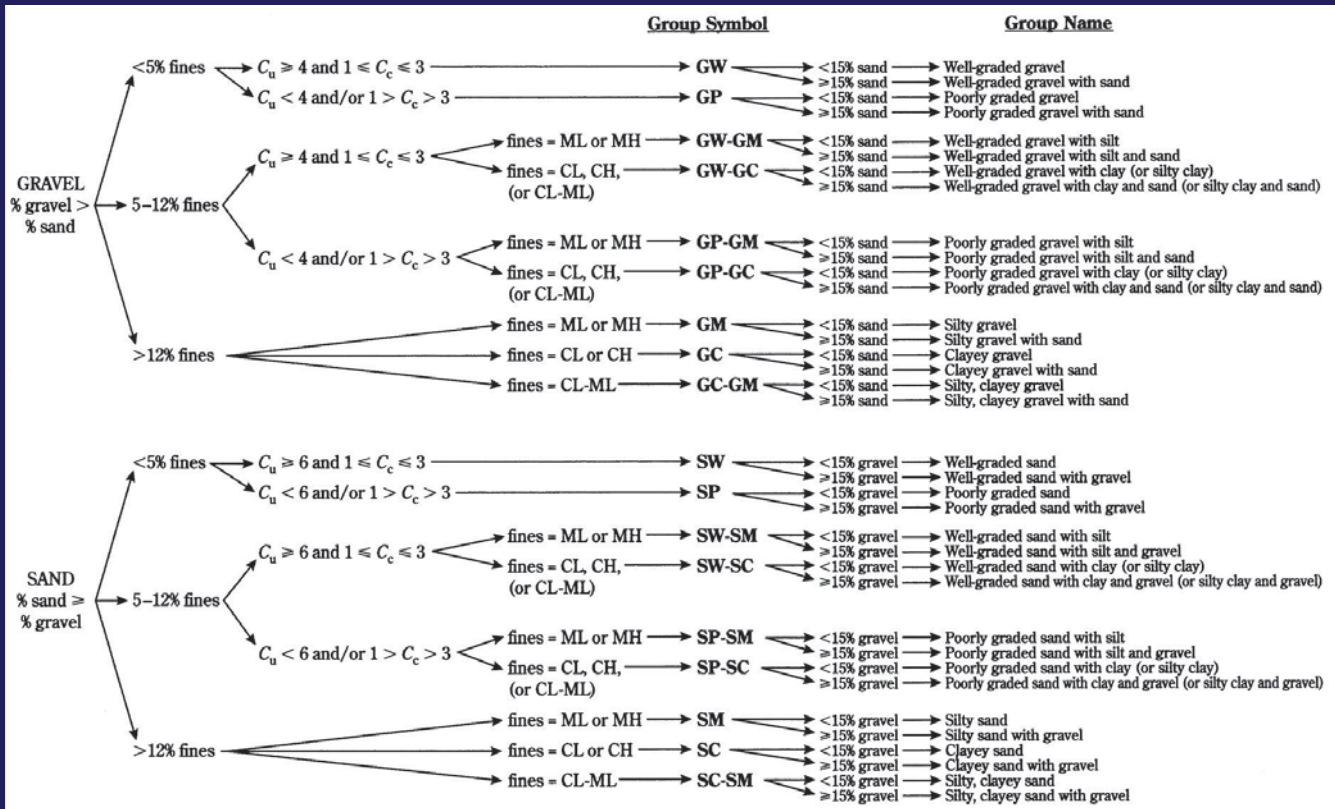 Group Symbol Group Name
<5% fines C_u ≥ 4 and 1 ≤ C_c ≤ 3 GW <15% sand Well-graded gravel
≥15% sand Well-graded gravel with sand
C_u < 4 and/or 1 > C_c > 3 GP <15% sand Poorly graded gravel
≥15% sand Poorly graded gravel with sand
fines = ML or MH GW-GM <15% sand Well-graded gravel with silt
C_u ≥ 4 and 1 ≤ C_c ≤ 3 ≥15% sand Well-graded gravel with silt and sand
fines = CL, CH, GW-GC <15% sand Well-graded gravel with clay (or silty clay)
(or CL-ML) ≥15% sand Well-graded gravel with clay and sand (or silty clay and sand)
GRAVEL
% gravel > 5–12% fines
% sand
fines = ML or MH GP-GM <15% sand Poorly graded gravel with silt
C_u < 4 and/or 1 > C_c > 3 ≥15% sand Poorly graded gravel with silt and sand
fines = CL, CH, GP-GC <15% sand Poorly graded gravel with clay (or silty clay)
(or CL-ML) ≥15% sand Poorly graded gravel with clay and sand (or silty clay and sand)
fines = ML or MH GM <15% sand Silty gravel
≥15% sand Silty gravel with sand
>12% fines fines = CL or CH GC <15% sand Clayey gravel
≥15% sand Clayey gravel with sand
fines = CL-ML GC-GM <15% sand Silty, clayey gravel
≥15% sand Silty, clayey gravel with sand
<5% fines C_u ≥ 6 and 1 ≤ C_c ≤ 3 SW <15% gravel Well-graded sand
≥15% gravel Well-graded sand with gravel
C_u < 6 and/or 1 > C_c > 3 SP <15% gravel Poorly graded sand
≥15% gravel Poorly graded sand with gravel
fines = ML or MH SW-SM <15% gravel Well-graded sand with silt
C_u ≥ 6 and 1 ≤ C_c ≤ 3 ≥15% gravel Well-graded sand with silt and gravel
fines = CL, CH, SW-SC <15% gravel Well-graded sand with clay (or silty clay)
(or CL-ML) ≥15% gravel Well-graded sand with clay and gravel (or silty clay and gravel)
SAND
% sand ≥ 5–12% fines
% gravel
fines = ML or MH SP-SM <15% gravel Poorly graded sand with silt
C_u < 6 and/or 1 > C_c > 3 ≥15% gravel Poorly graded sand with silt and gravel
fines = CL, CH, SP-SC <15% gravel Poorly graded sand with clay (or silty clay)
(or CL-ML) ≥15% gravel Poorly graded sand with clay and gravel (or silty clay and gravel)
fines = ML or MH SM <15% gravel Silty sand
≥15% gravel Silty sand with gravel
>12% fines fines = CL or CH SC <15% gravel Clayey sand
≥15% gravel Clayey sand with gravel
fines = CL-ML SC-SM <15% gravel Silty, clayey sand
≥15% gravel Silty, clayey sand with gravel